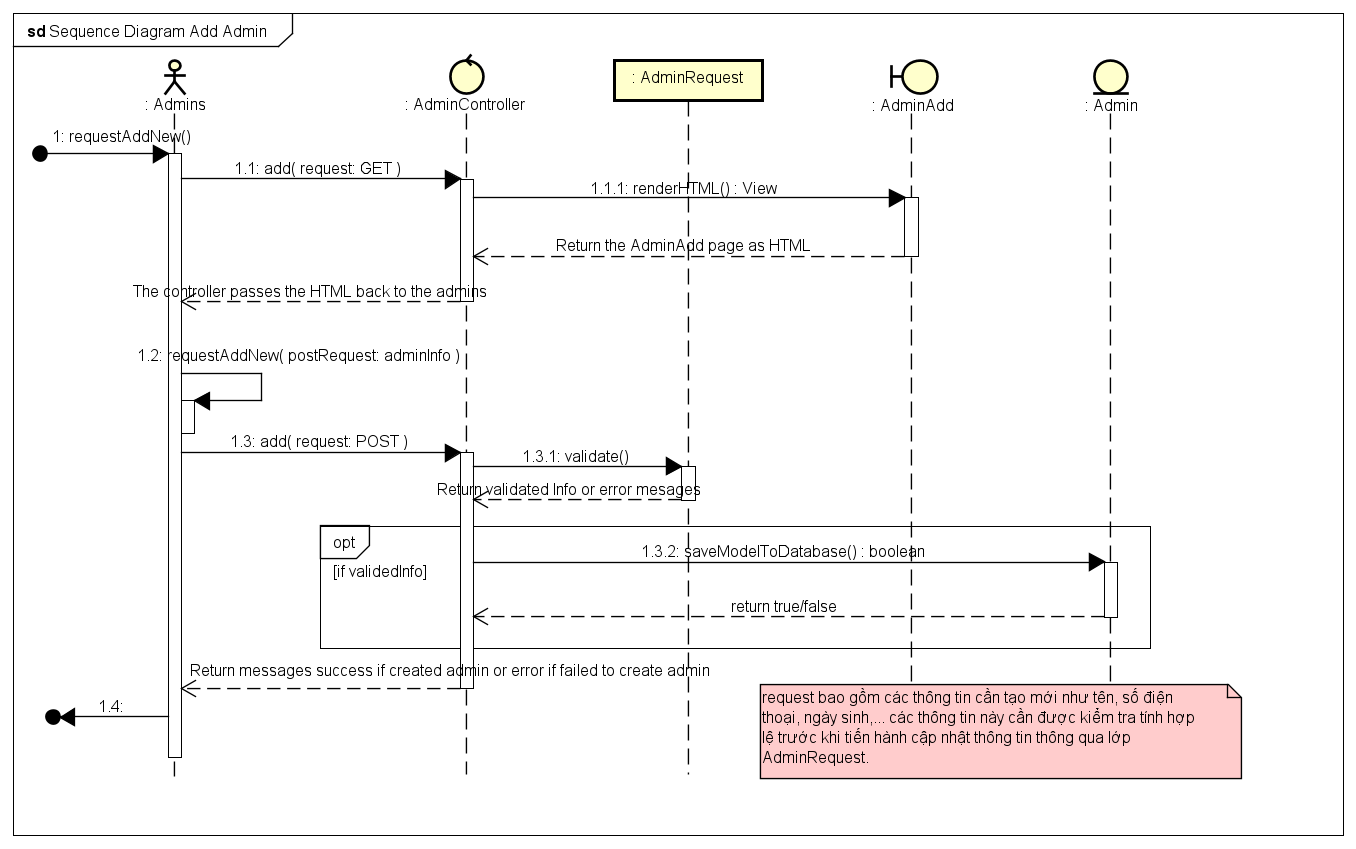 sd Sequence Diagram Add Admin
: Admins
: AdminController
: AdminRequest
: AdminAdd
: Admin
1: requestAddNew()
1.1: add( request: GET )
1.1.1: renderHTML() : View
Return the AdminAdd page as HTML
The controller passes the HTML back to the admins
1.2: requestAddNew( postRequest: adminInfo )
1.3: add( request: POST )
1.3.1: validate()
Return validated Info or error mesages
opt
1.3.2: saveModelToDatabase() : boolean
[if validedInfo]
return true/false
Return messages success if created admin or error if failed to create admin
1.4:
request bao gồm các thông tin cần tạo mới như tên, số điện
thoại, ngày sinh,... các thông tin này cần được kiểm tra tính hợp
lệ trước khi tiến hành cập nhật thông tin thông qua lớp
AdminRequest.